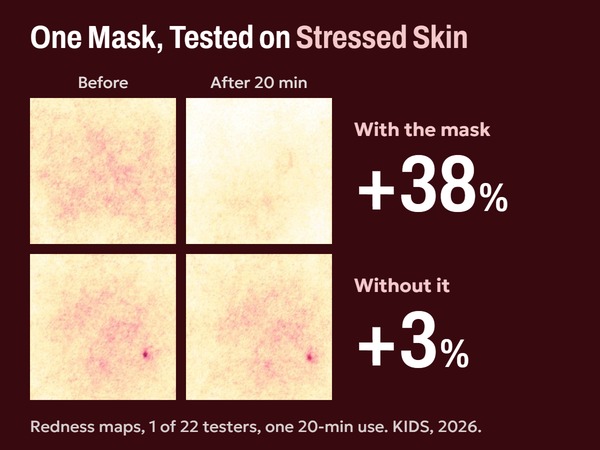 One Mask, Tested on Stressed Skin
Before
After 20 min
With the mask
+38%
Without it
+3%
Redness maps, 1 of 22 testers, one 20-min use. KIDS, 2026.